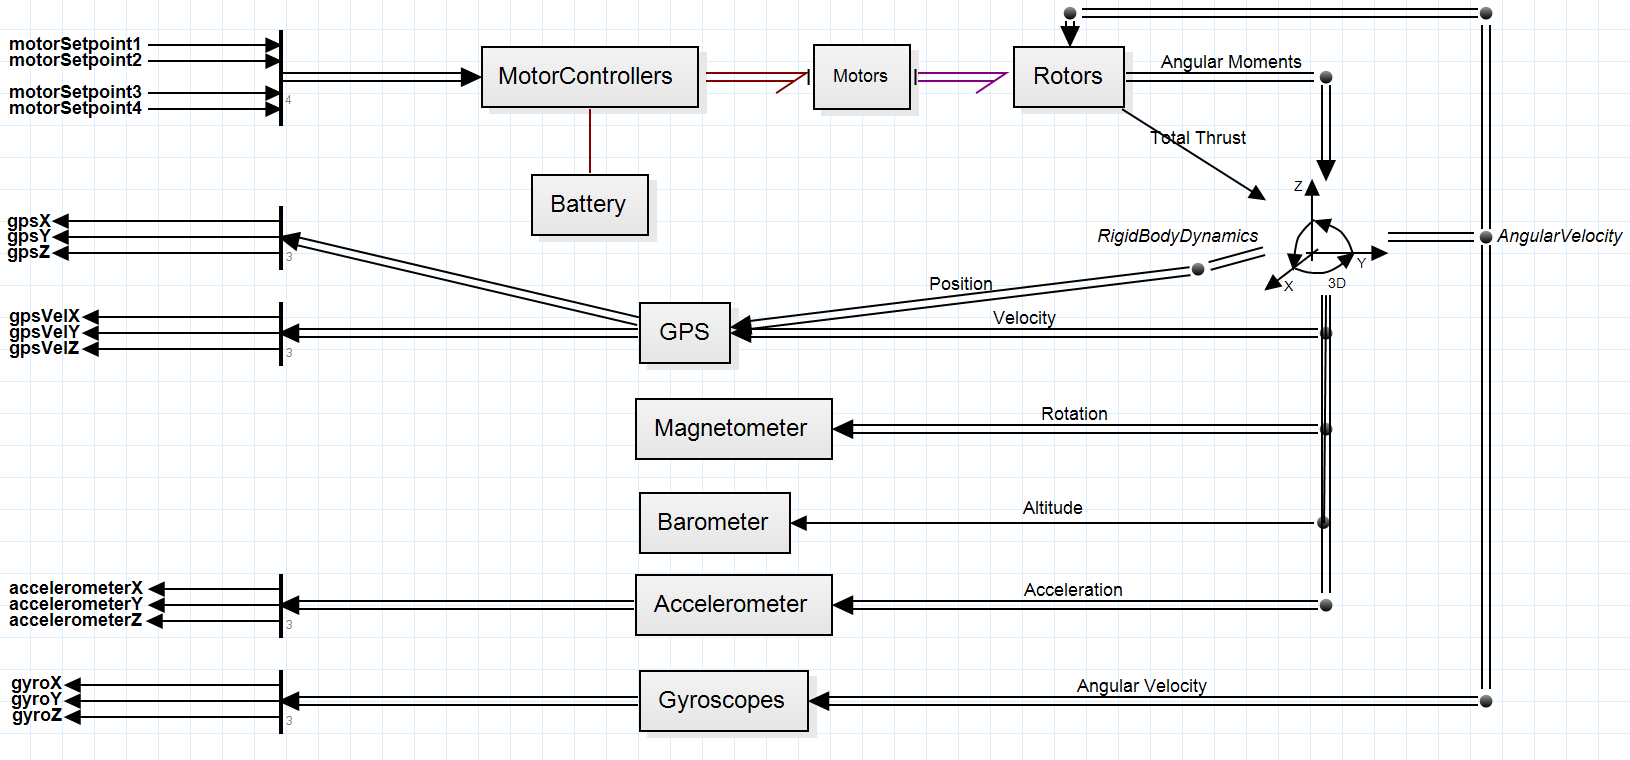 motorSetpoint1
motorSetpoint2
motorSetpoint3
motorSetpoint4
4
MotorControllers
Motors
Rotors
Angular Moments
Total Thrust
Battery
Z
Y
X
3D
RigidBodyDynamics
AngularVelocity
gpsX
gpsY
gpsZ
3
Position
Velocity
gpsVelX
gpsVelY
gpsVelZ
3
GPS
Rotation
Magnetometer
Altitude
Barometer
Acceleration
accelerometerX
accelerometerY
accelerometerZ
3
Accelerometer
Angular Velocity
gyroX
gyroY
gyroZ
3
Gyroscopes